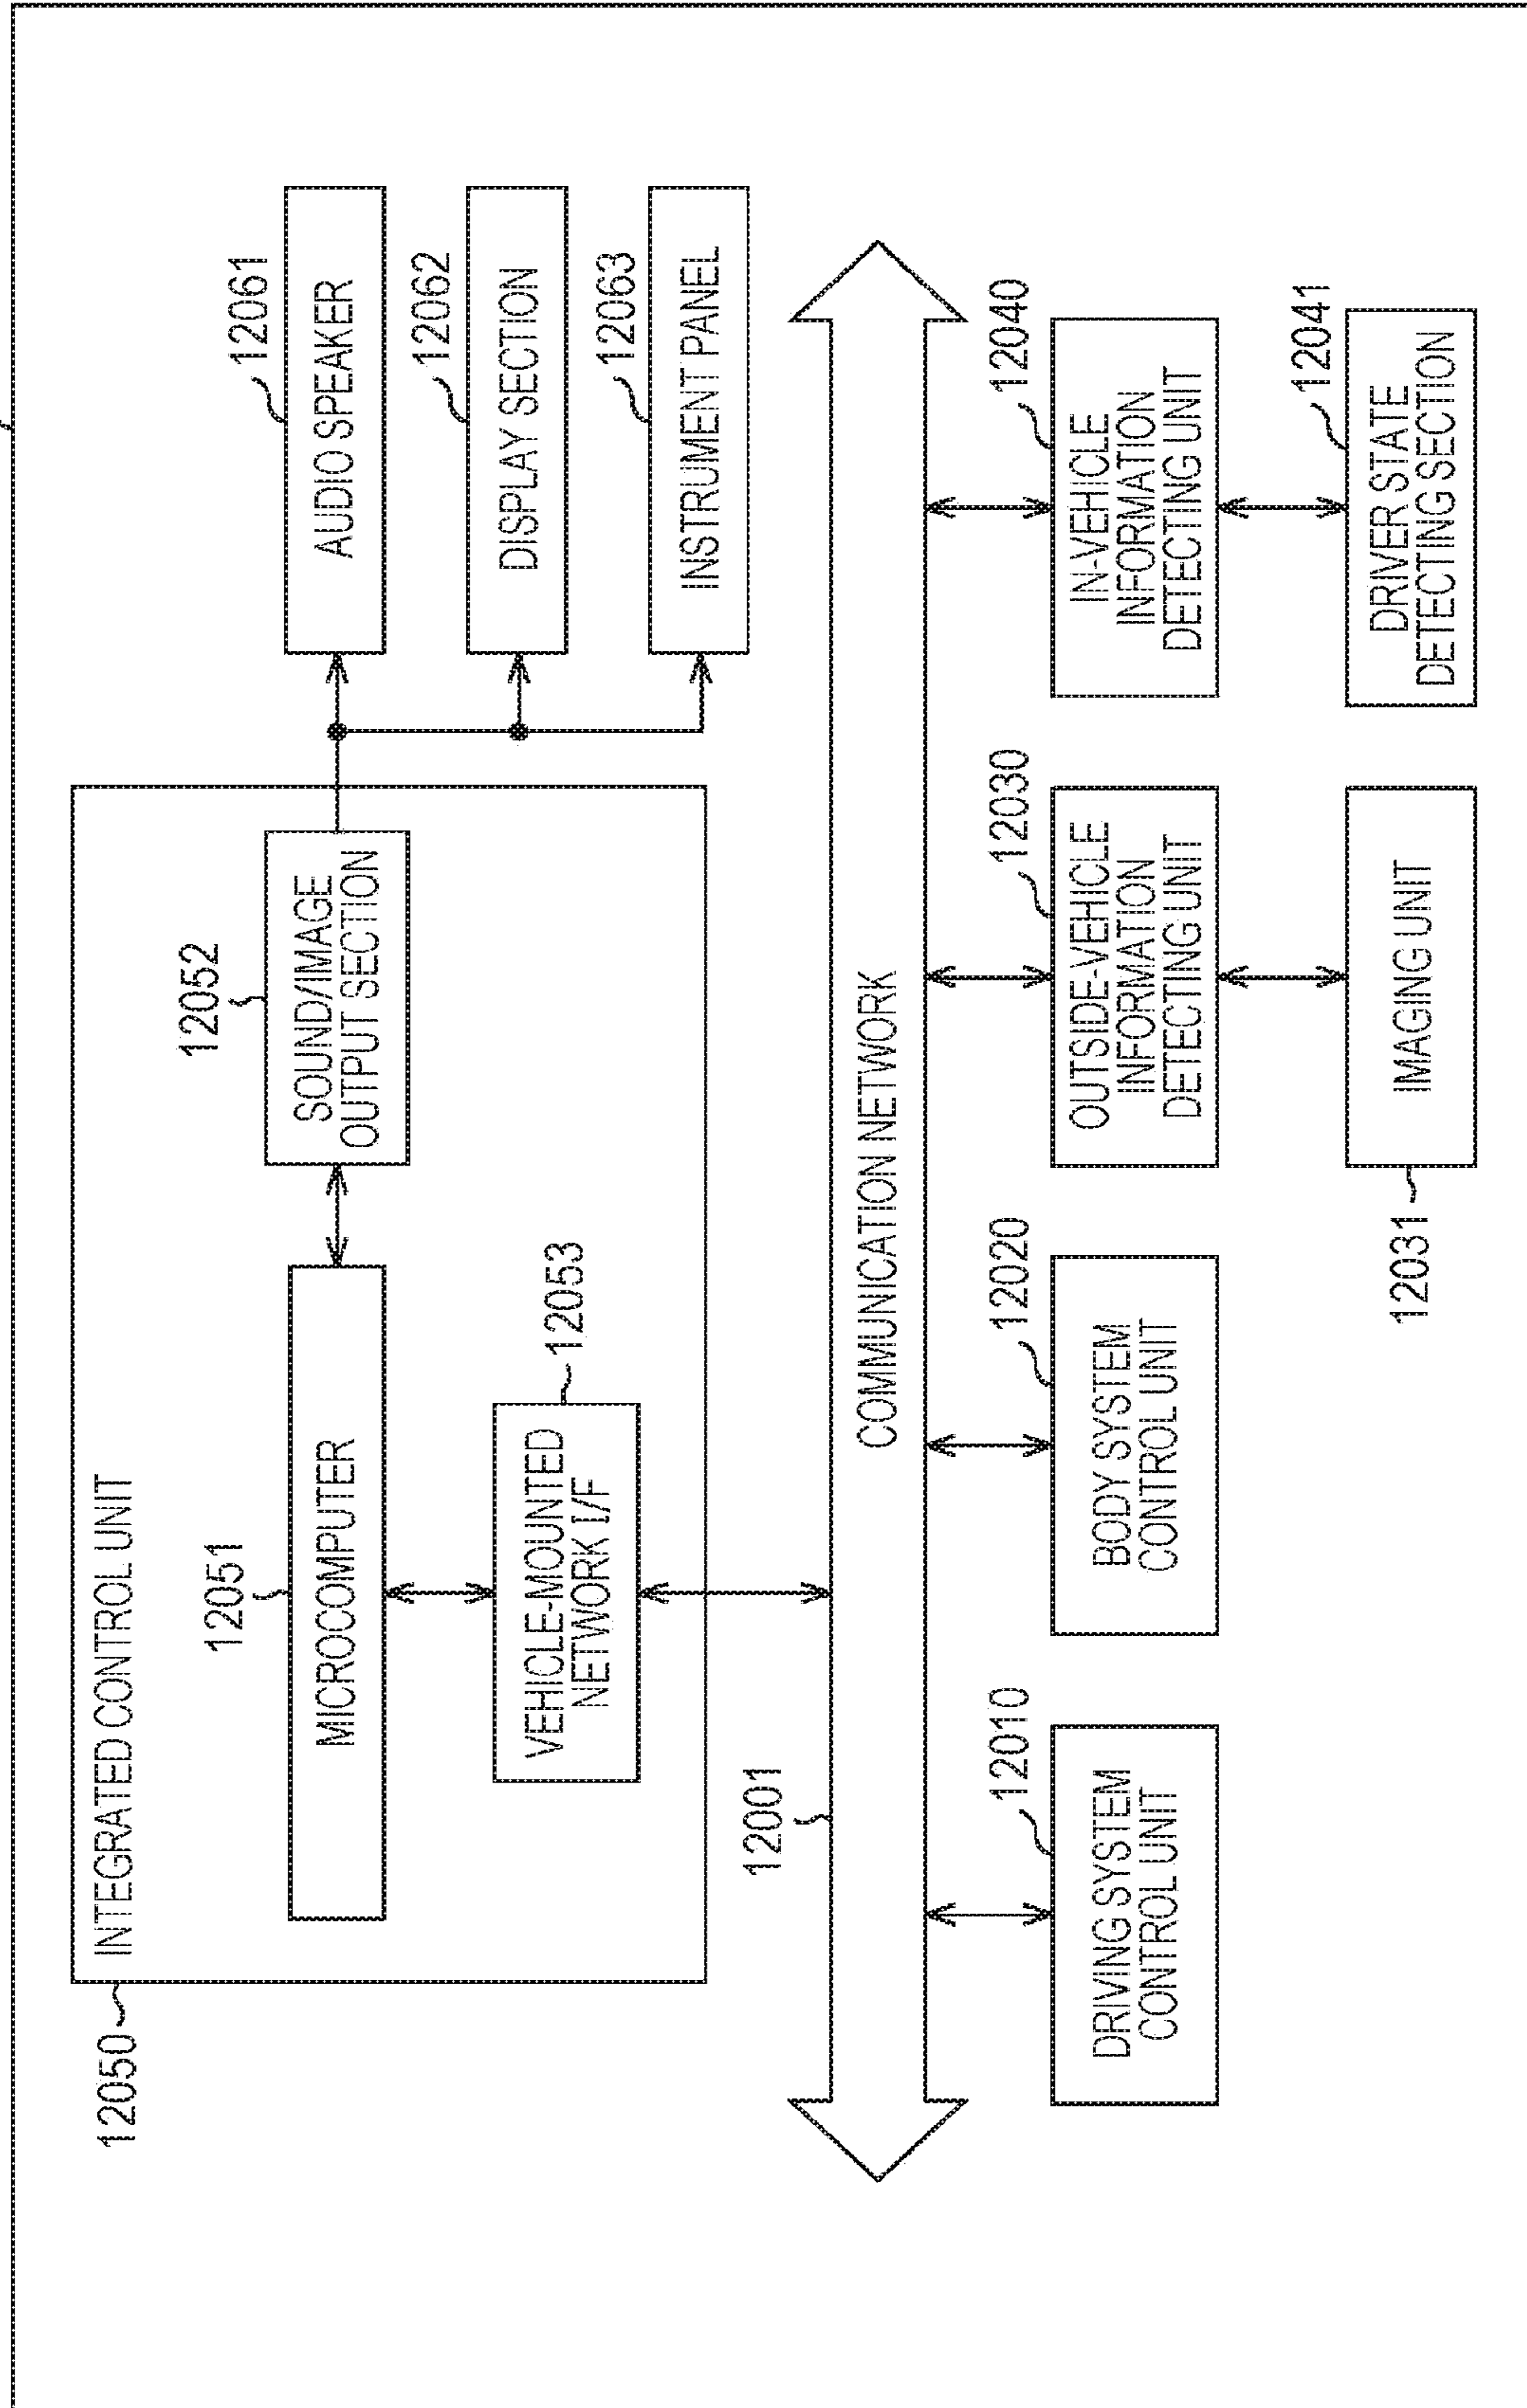 12050
INTEGRATED CONTROL UNIT
12051
MICROCOMPUTER
12052
SOUND/IMAGE
OUTPUT SECTION
12053
VEHICLE-MOUNTED
NETWORK I/F
12061
AUDIO SPEAKER
12062
DISPLAY SECTION
12063
INSTRUMENT PANEL
12001
COMMUNICATION NETWORK
12010
DRIVING SYSTEM
CONTROL UNIT
12020
BODY SYSTEM
CONTROL UNIT
12030
OUTSIDE-VEHICLE
INFORMATION
DETECTING UNIT
12040
IN-VEHICLE
INFORMATION
DETECTING UNIT
12031
IMAGING UNIT
12041
DRIVER STATE
DETECTING SECTION